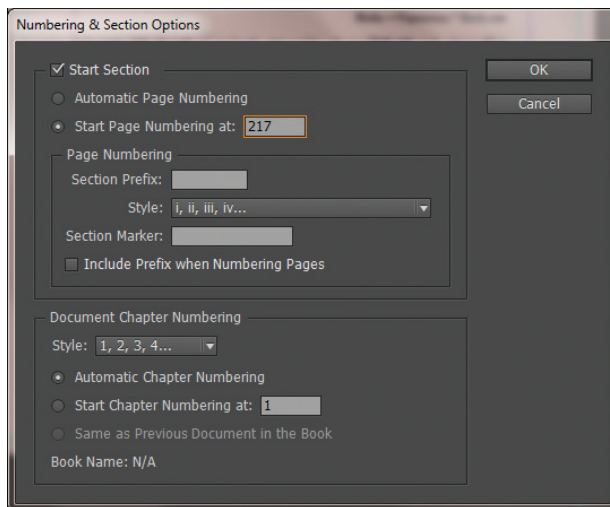 Numbering & Section Options
Start Section
OK
Automatic Page Numbering
Cancel
Start Page Numbering at: 217
Page Numbering
Section Prefix:
Style: i, ii, iii, iv...
Section Marker:
Include Prefix when Numbering Pages
Document Chapter Numbering
Style: 1, 2, 3, 4...
Automatic Chapter Numbering
Start Chapter Numbering at: 1
Same as Previous Document in the Book
Book Name: N/A